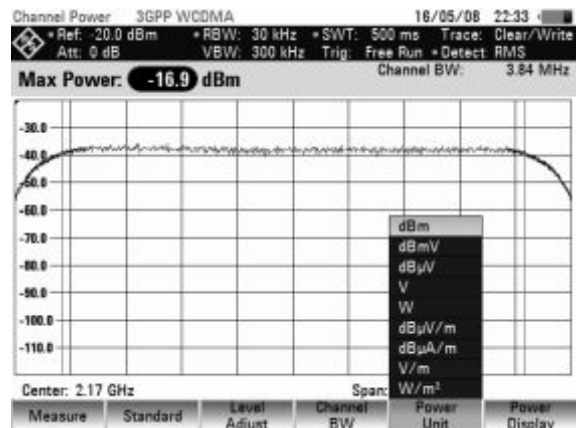 Channel Power 3GPP WCDMA 16/05/08 22:33
• Ref: -20.0 dBm • RBW: 30 kHz • SWT: 500 ms Trace: Clear/Write
Att: 0 dB VBW: 300 kHz Trig: Free Run • Detect: RMS
Max Power: -16.9 dBm Channel BW: 3.84 MHz
-30.0
-40.0
-50.0
-60.0
-70.0
-80.0
-90.0
-100.0
-110.0
dBm
dBmV
dBµV
V
W
dBµV/m
dBµA/m
V/m
W/m²
Center: 2.17 GHz Span:
Measure Standard Level Adjust Channel BW Power Unit Power Display